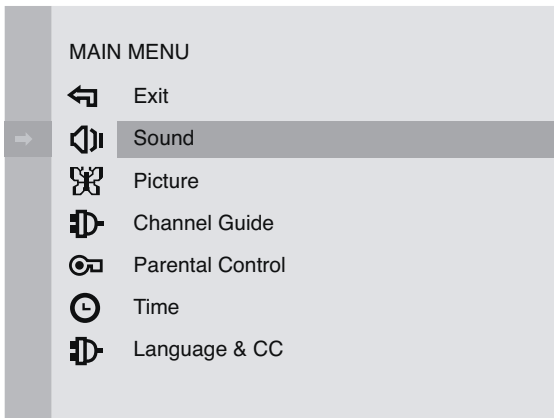 MAIN MENU
Exit
Sound
Picture
Channel Guide
Parental Control
Time
Language & CC